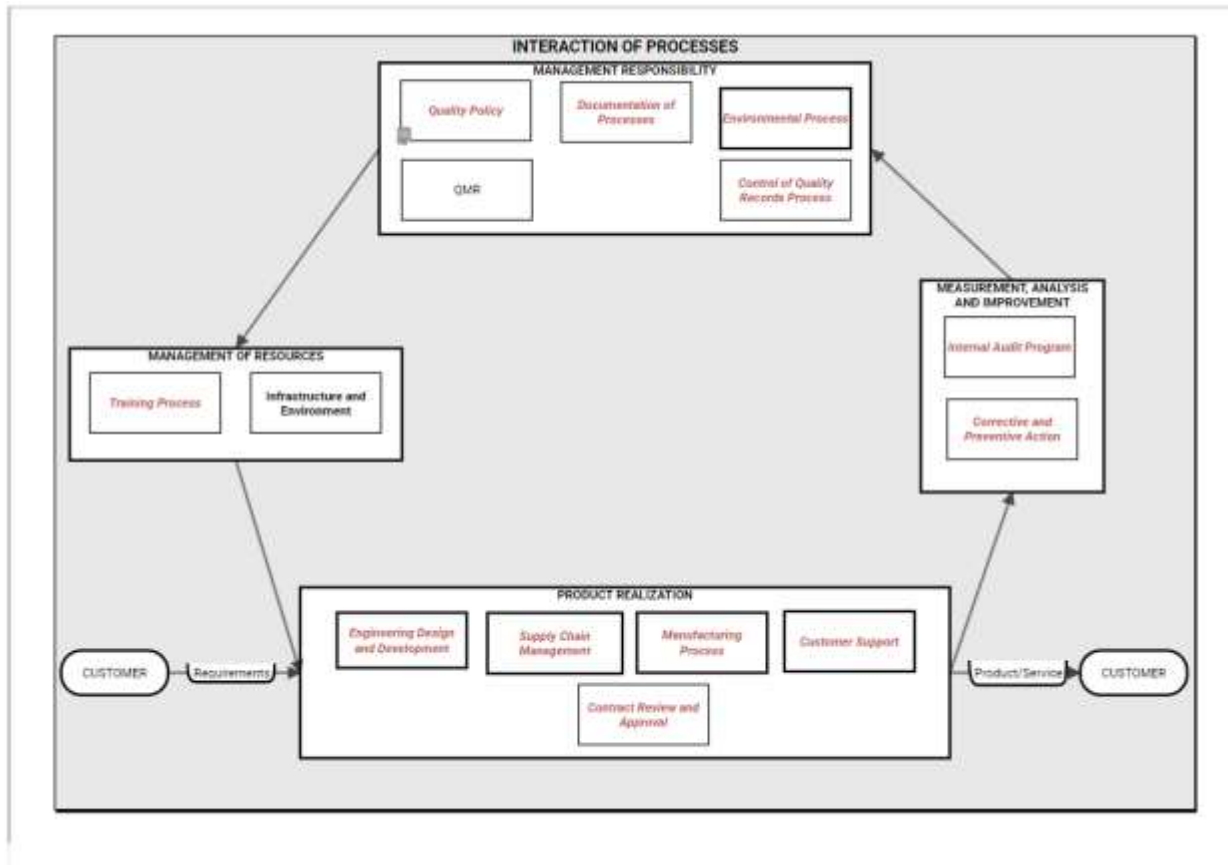 INTERACTION OF PROCESSES
MANAGEMENT RESPONSIBILITY
Quality Policy
Documentation of
Processes
Environmental Process
QMR
Control of Quality
Records Process
MEASUREMENT, ANALYSIS
AND IMPROVEMENT
Internal Audit Program
Corrective and
Preventive Action
MANAGEMENT OF RESOURCES
Training Process
Infrastructure and
Environment
PRODUCT REALIZATION
Engineering Design
and Development
Supply Chain
Management
Manufacturing
Process
Customer Support
Contract Review and
Approval
CUSTOMER
Requirements
Product/Service
CUSTOMER